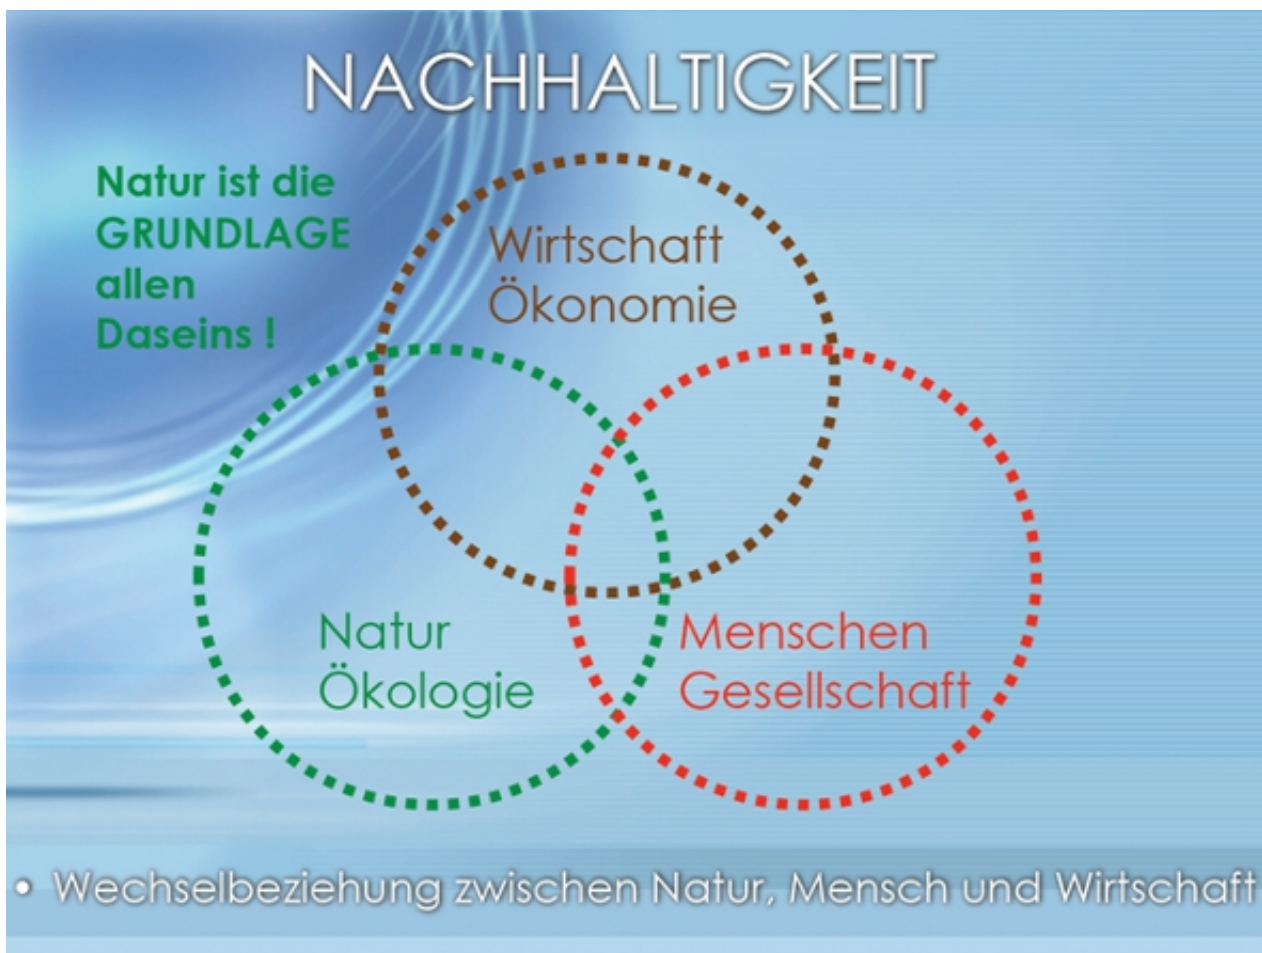 NACHHALTIGKEIT
Natur ist die
GRUNDLAGE
allen
Daseins !
Wirtschaft
Ökonomie
Natur
Ökologie
Menschen
Gesellschaft
• Wechselbeziehung zwischen Natur, Mensch und Wirtschaft